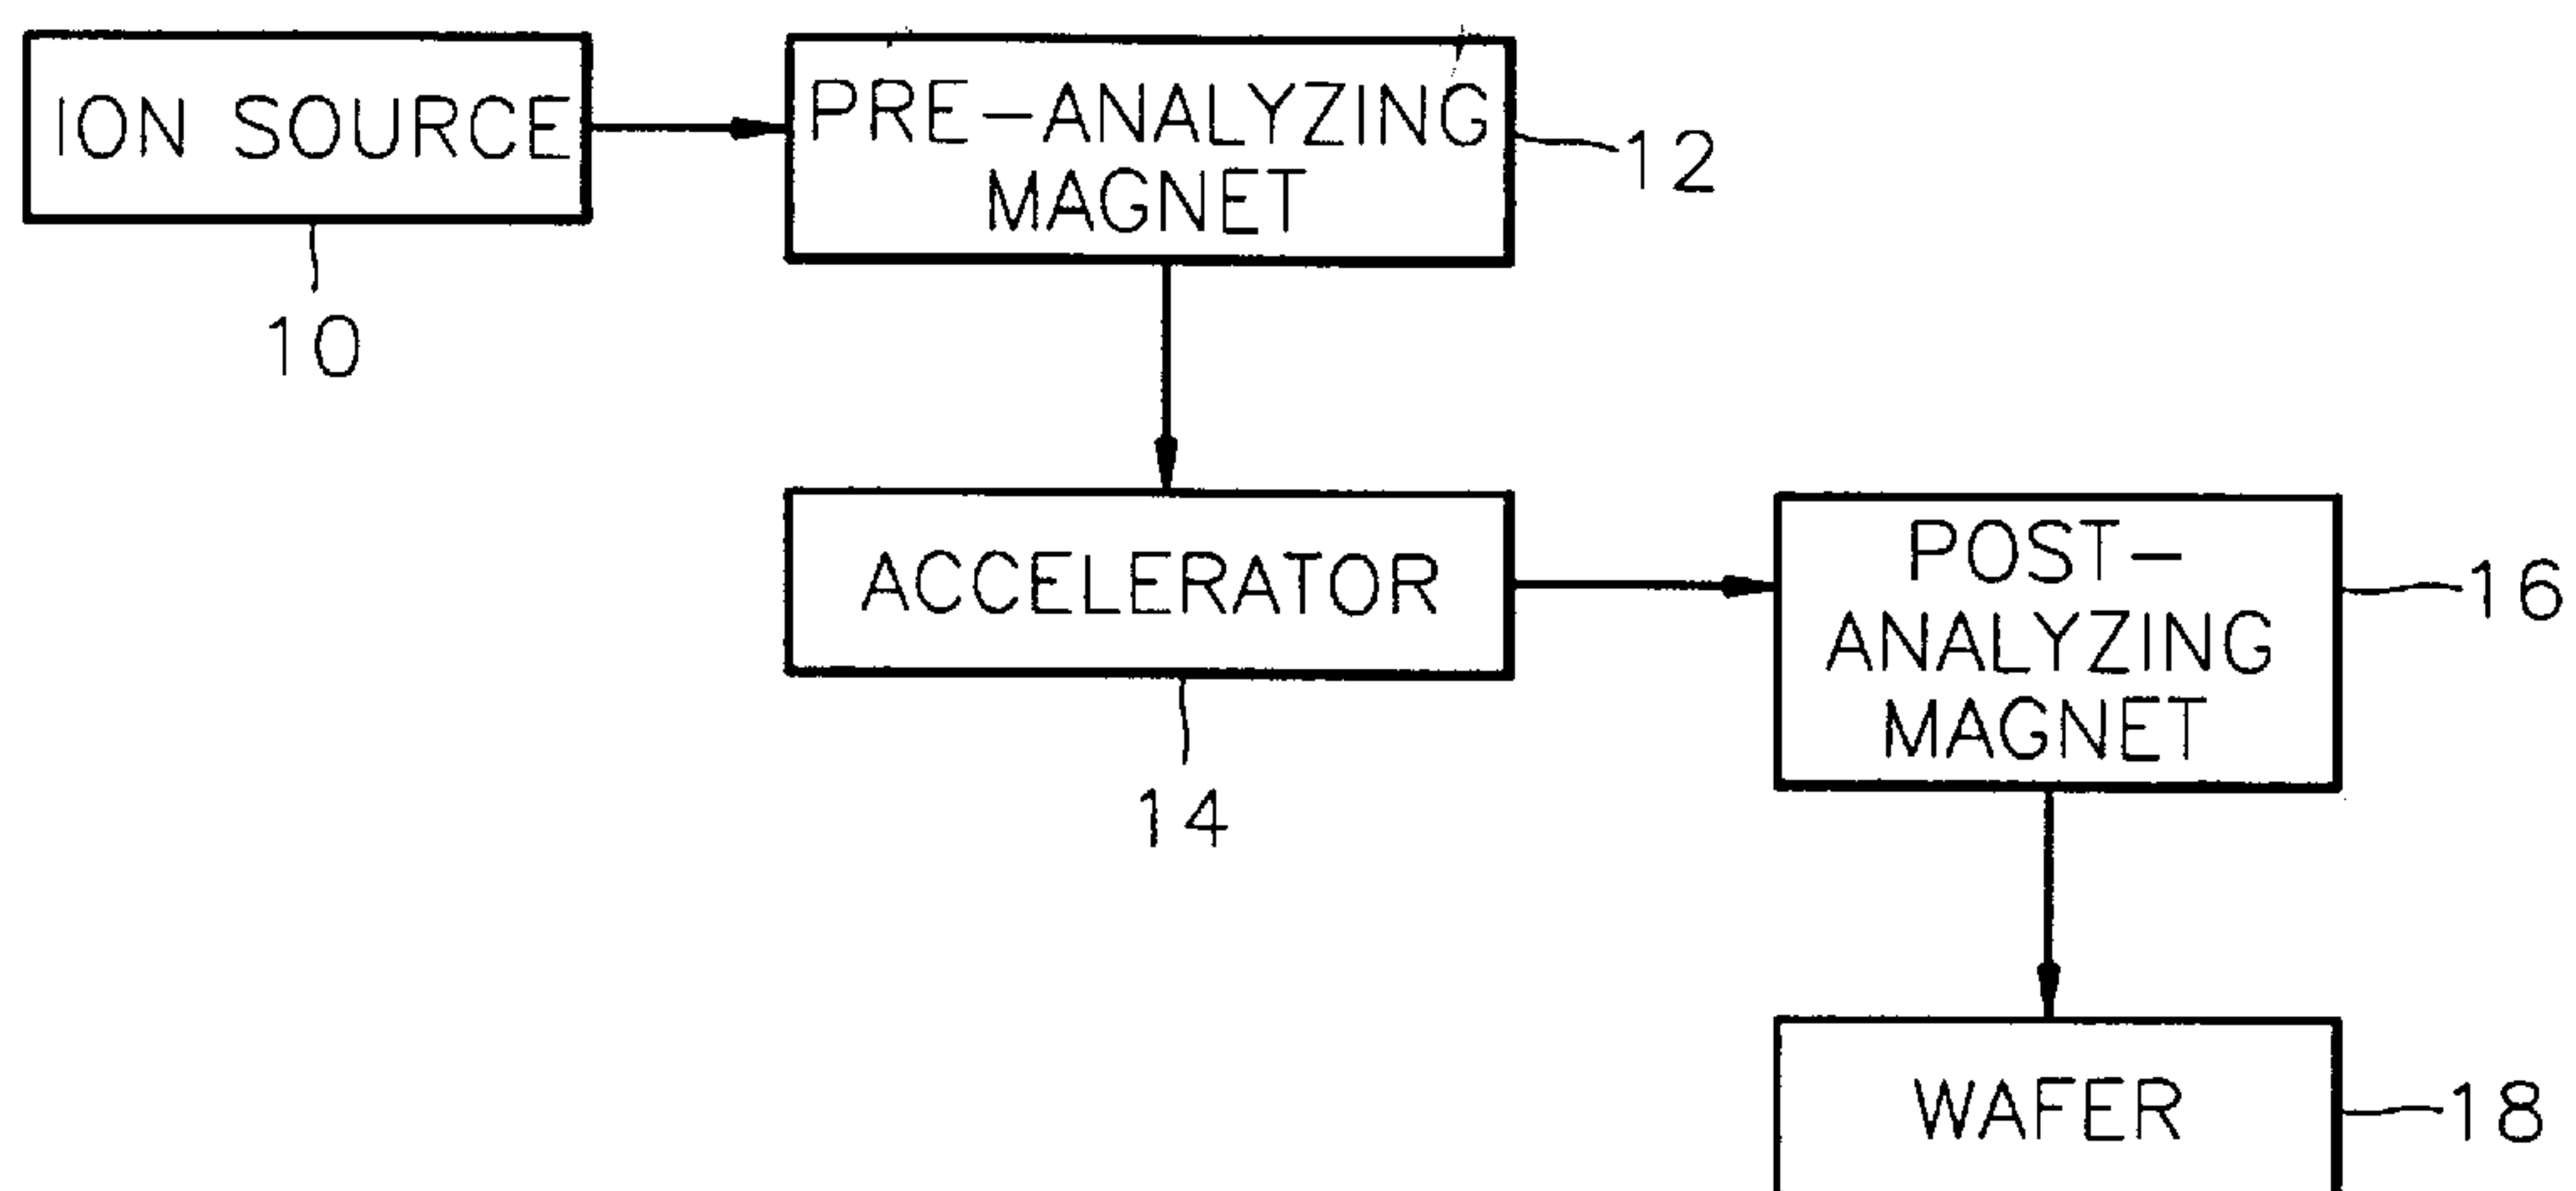 ION SOURCE
10
PRE-ANALYZING
MAGNET
12
ACCELERATOR
14
POST-
ANALYZING
MAGNET
16
WAFER
18